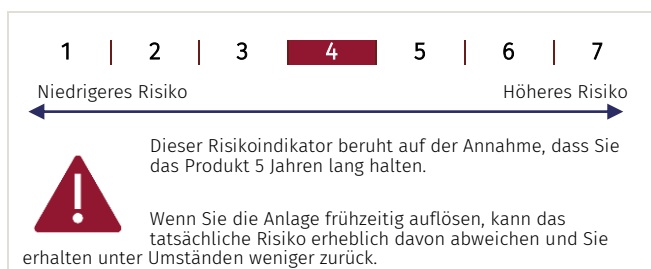 1 | 2 | 3 | 4 | 5 | 6 | 7
Niedrigeres Risiko Höheres Risiko
Dieser Risikoindikator beruht auf der Annahme, dass Sie
das Produkt 5 Jahren lang halten.
Wenn Sie die Anlage frühzeitig auflösen, kann das
tatsächliche Risiko erheblich davon abweichen und Sie
erhalten unter Umständen weniger zurück.